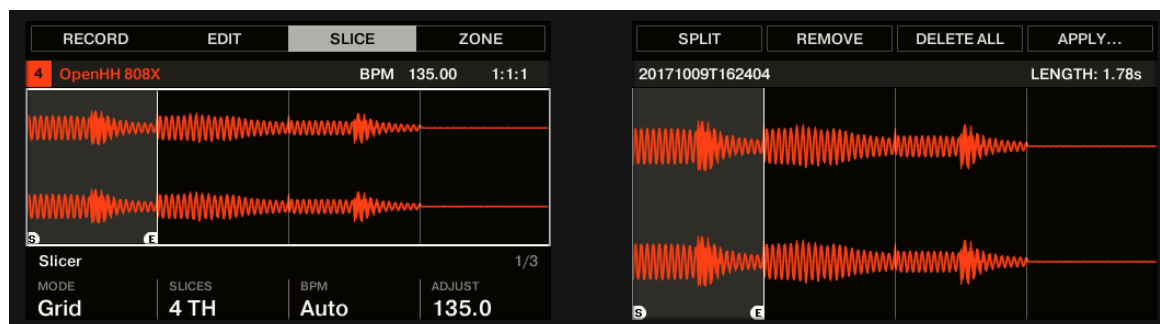 RECORD EDIT SLICE ZONE
4 OpenHH 808X BPM 135.00 1:1:1
S E
Slicer 1/3
MODE SLICES BPM ADJUST
Grid 4 TH Auto 135.0
SPLIT REMOVE DELETE ALL APPLY...
20171009T162404 LENGTH: 1.78s
S E